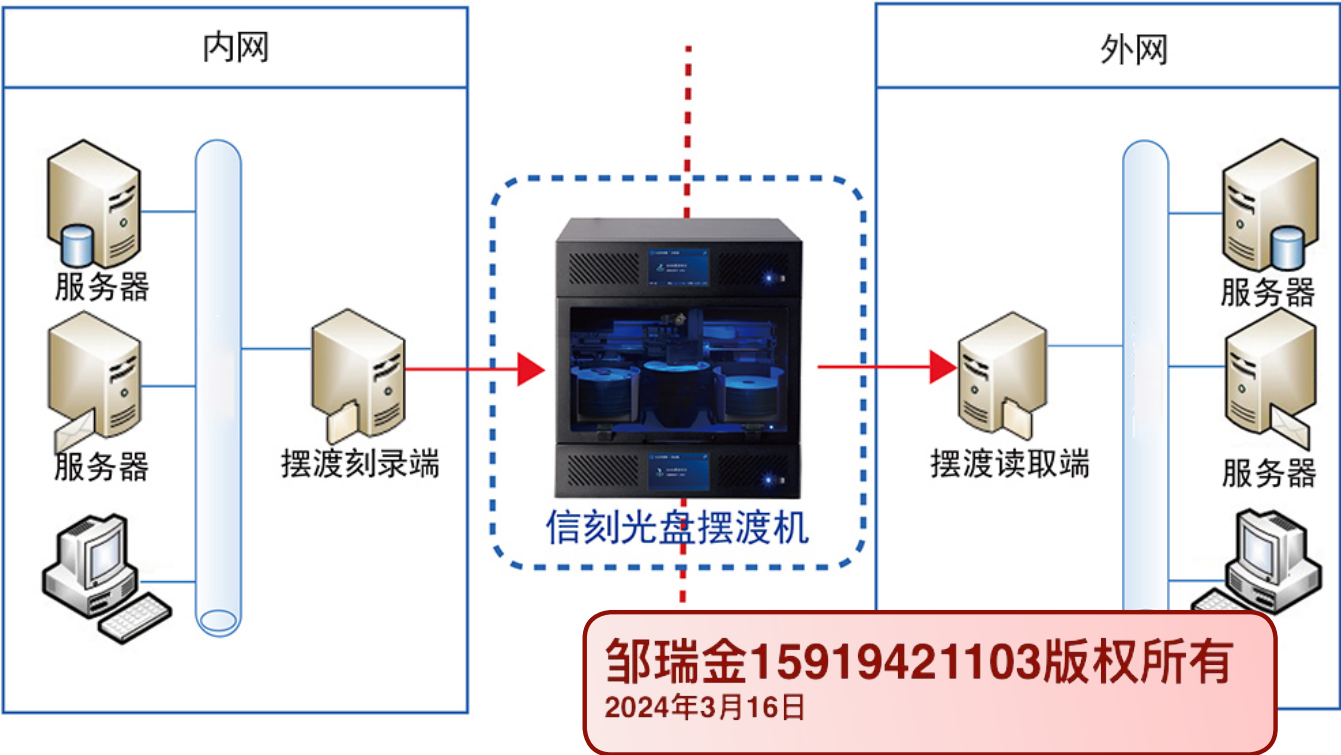 内网
外网
服务器
服务器
服务器
摆渡刻录端
摆渡读取端
服务器
信刻光盘摆渡机
邹瑞金15919421103版权所有
2024年3月16日